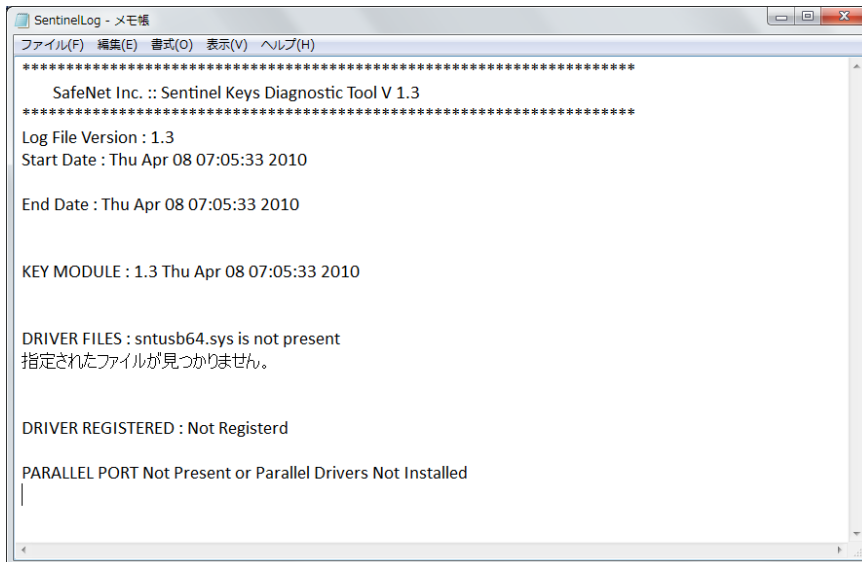 SentinelLog - メモ帳
ファイル(F) 編集(E) 書式(O) 表示(V) ヘルプ(H)
***********************************************************************
SafeNet Inc. :: Sentinel Keys Diagnostic Tool V 1.3
***********************************************************************
Log File Version : 1.3
Start Date : Thu Apr 08 07:05:33 2010
End Date : Thu Apr 08 07:05:33 2010
KEY MODULE : 1.3 Thu Apr 08 07:05:33 2010
DRIVER FILES : sntusb64.sys is not present
指定されたファイルが見つかりません。
DRIVER REGISTERED : Not Registerd
PARALLEL PORT Not Present or Parallel Drivers Not Installed